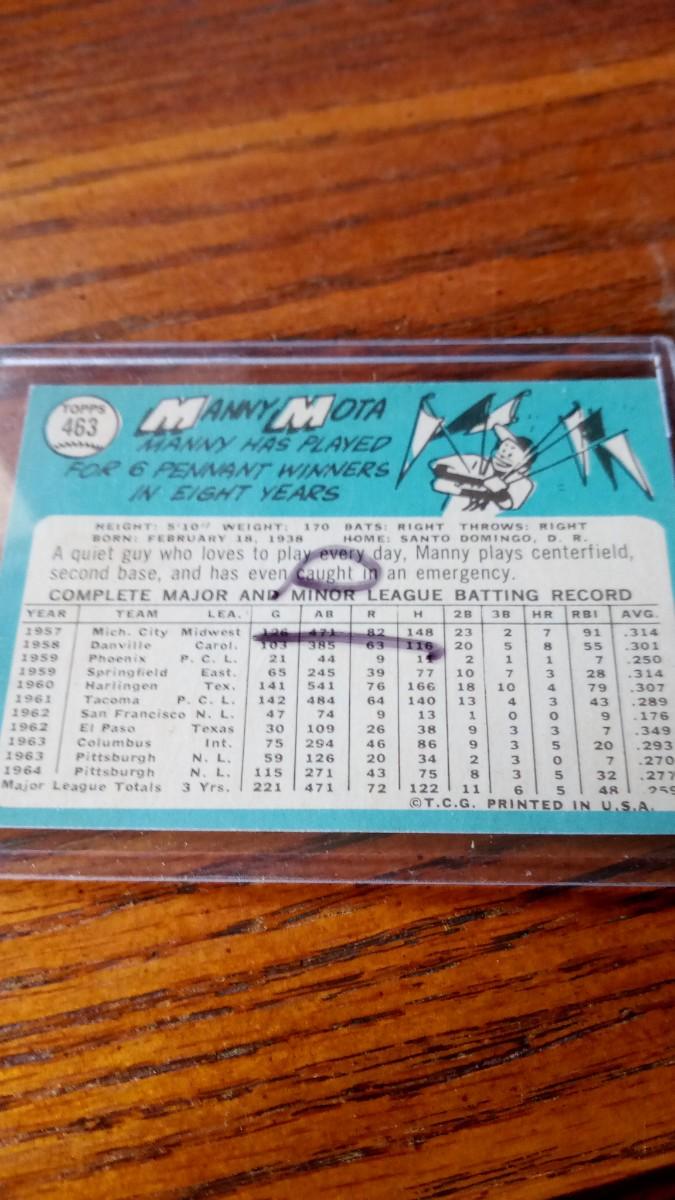 TOPPS
463
MANNY MOTA
MANNY HAS PLAYED
FOR 6 PENNANT WINNERS
IN EIGHT YEARS
HEIGHT: 5'10" WEIGHT: 170 BATS: RIGHT THROWS: RIGHT
BORN: FEBRUARY 18, 1938 HOME: SANTO DOMINGO, D. R.
A quiet guy who loves to play every day, Manny plays centerfield,
second base, and has even caught in an emergency.
COMPLETE MAJOR AND MINOR LEAGUE BATTING RECORD
YEAR TEAM LEA. G AB R H 2B 3B HR RBI AVG.
1957 Mich. City Midwest 126 471 82 148 23 2 7 91 .314
1958 Danville Carol. 103 385 63 116 20 5 8 55 .301
1959 Phoenix P. C. L. 21 44 9 11 2 1 1 7 .250
1959 Springfield East. 65 245 39 77 10 7 3 28 .314
1960 Harlingen Tex. 141 541 76 166 18 10 4 79 .307
1961 Tacoma P. C. L. 142 484 64 140 13 4 3 43 .289
1962 San Francisco N. L. 47 74 9 13 1 0 0 9 .176
1962 El Paso Texas 30 109 26 38 9 3 3 7 .349
1963 Columbus Int. 75 294 46 86 9 3 5 20 .293
1963 Pittsburgh N. L. 59 126 20 34 2 3 0 7 .270
1964 Pittsburgh N. L. 115 271 43 75 8 3 5 32 .277
Major League Totals 3 Yrs. 221 471 72 122 11 6 5 48 .259
©T.C.G. PRINTED IN U.S.A.